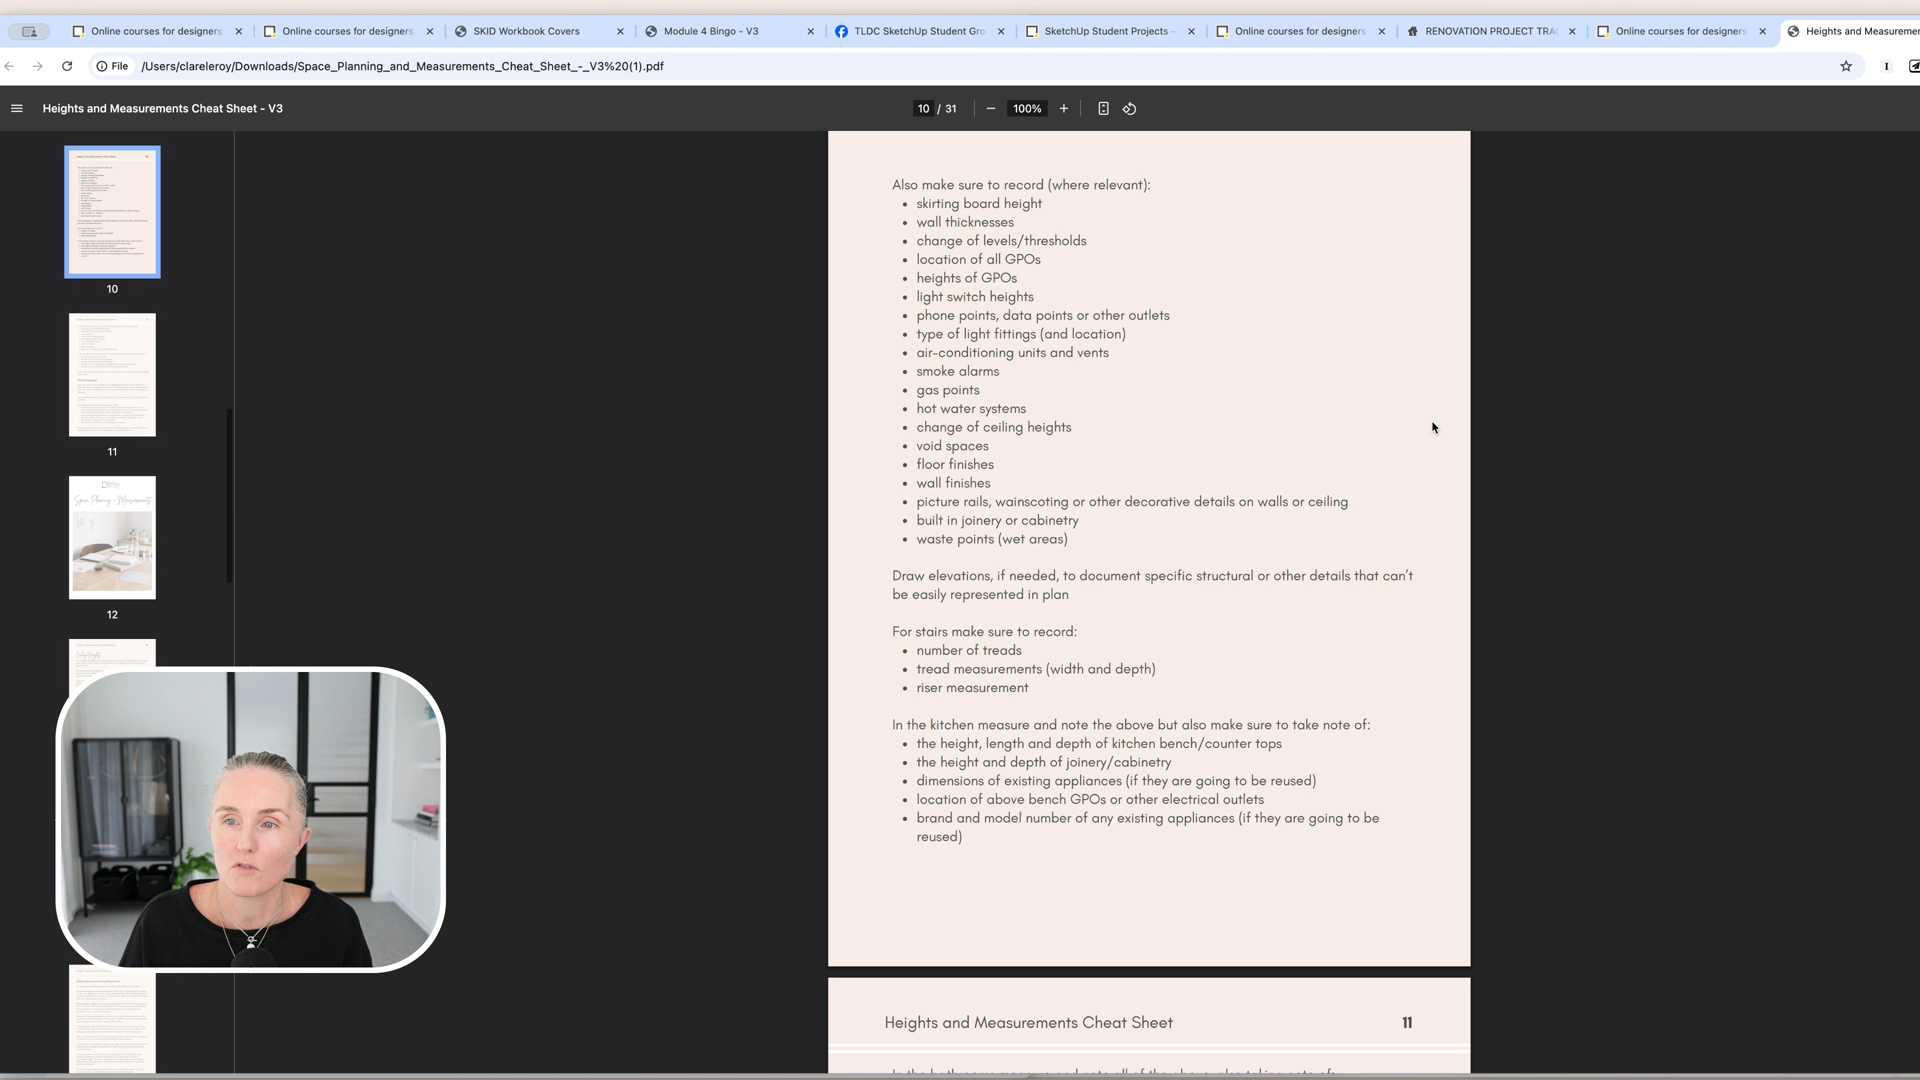 Online courses for designers
Online courses for designers
SKID Workbook Covers
Module 4 Bingo - V3
TLDC SketchUp Student Gro
SketchUp Student Projects -
Online courses for designers
RENOVATION PROJECT TRA
Online courses for designers
Heights and Measureme
File
/Users/clareleroy/Downloads/Space_Planning_and_Measurements_Cheat_Sheet_-_V3%20(1).pdf
Heights and Measurements Cheat Sheet - V3
10 / 31
100%
10
11
Space Planning + Measurements
12
Also make sure to record (where relevant):
• skirting board height
• wall thicknesses
• change of levels/thresholds
• location of all GPOs
• heights of GPOs
• light switch heights
• phone points, data points or other outlets
• type of light fittings (and location)
• air-conditioning units and vents
• smoke alarms
• gas points
• hot water systems
• change of ceiling heights
• void spaces
• floor finishes
• wall finishes
• picture rails, wainscoting or other decorative details on walls or ceiling
• built in joinery or cabinetry
• waste points (wet areas)
Draw elevations, if needed, to document specific structural or other details that can't
be easily represented in plan
For stairs make sure to record:
• number of treads
• tread measurements (width and depth)
• riser measurement
In the kitchen measure and note the above but also make sure to take note of:
• the height, length and depth of kitchen bench/counter tops
• the height and depth of joinery/cabinetry
• dimensions of existing appliances (if they are going to be reused)
• location of above bench GPOs or other electrical outlets
• brand and model number of any existing appliances (if they are going to be
reused)
Heights and Measurements Cheat Sheet
11